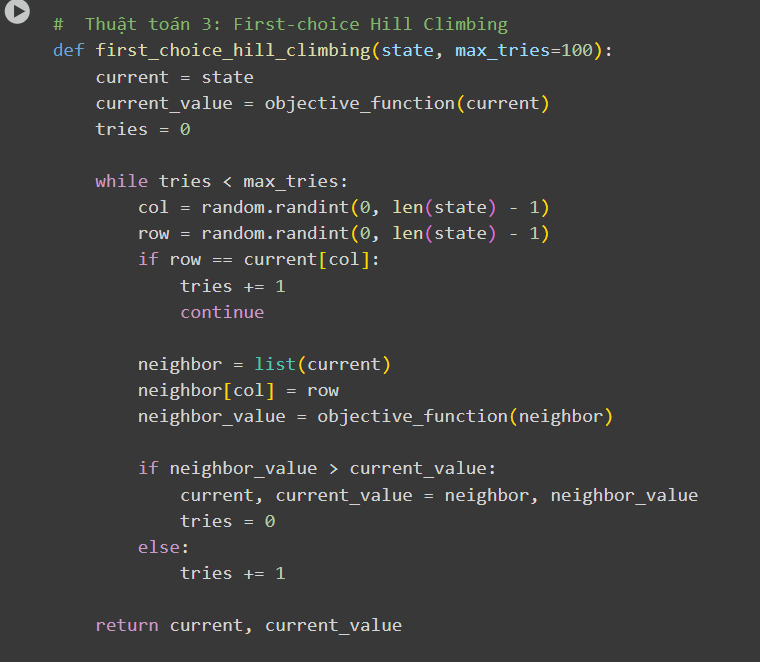 #  Thuật toán 3: First-choice Hill Climbing
def first_choice_hill_climbing(state, max_tries=100):
    current = state
    current_value = objective_function(current)
    tries = 0

    while tries < max_tries:
        col = random.randint(0, len(state) - 1)
        row = random.randint(0, len(state) - 1)
        if row == current[col]:
            tries += 1
            continue

        neighbor = list(current)
        neighbor[col] = row
        neighbor_value = objective_function(neighbor)

        if neighbor_value > current_value:
            current, current_value = neighbor, neighbor_value
            tries = 0
        else:
            tries += 1

    return current, current_value